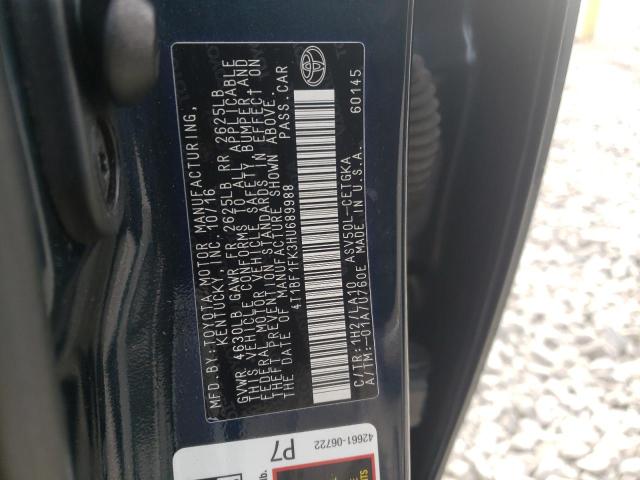 MFD. BY: TOYOTA MOTOR MANUFACTURING,
KENTUCKY, INC. 10/16
GVWR 4630LB GAWR FR 2625LB RR 2625LB
THIS VEHICLE CONFORMS TO ALL APPLICABLE
FEDERAL MOTOR VEHICLE SAFETY, BUMPER, AND
THEFT PREVENTION STANDARDS IN EFFECT ON
THE DATE OF MANUFACTURE SHOWN ABOVE.
4T1BF1FK3HU689988 PASS. CAR
C/TR: 1H2/LA10 ASV50L-CETGKA
A/TM: -01A/U760E MADE IN U.S.A. 60145
42661-06722
P7